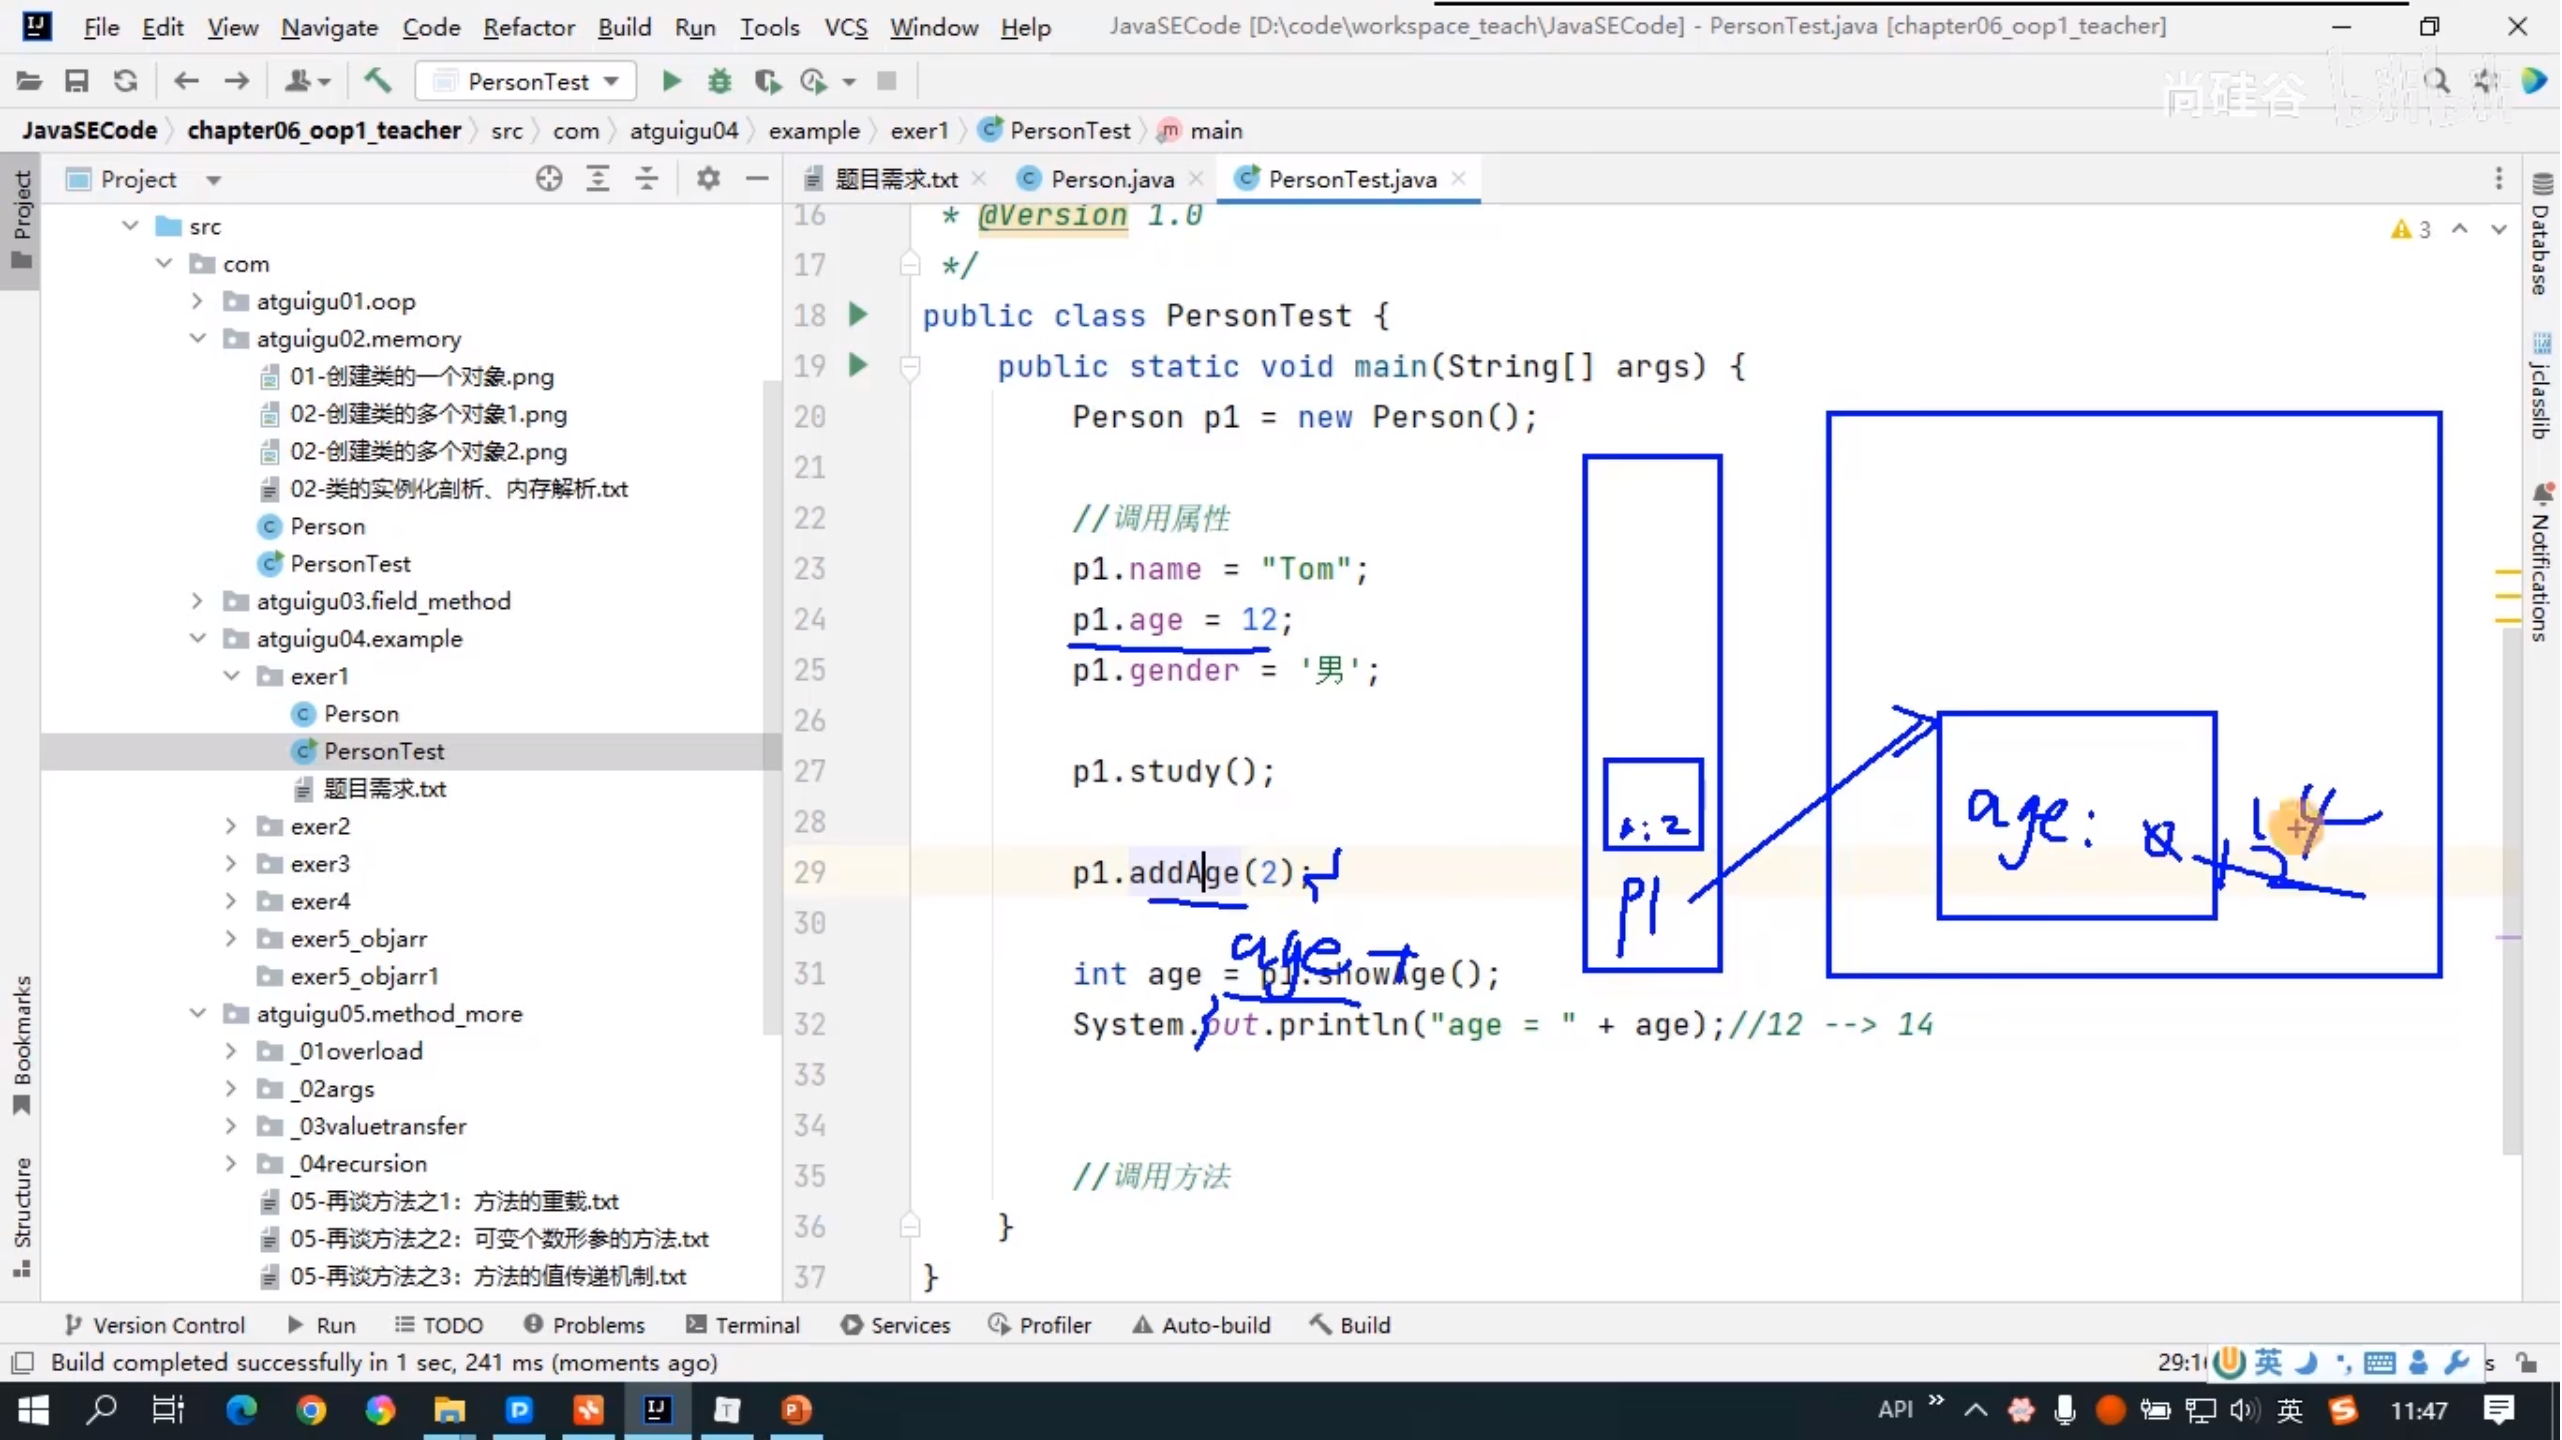 File Edit View Navigate Code Refactor Build Run Tools VCS Window Help JavaSECode [D:\code\workspace_teach\JavaSECode] - PersonTest.java [chapter06_oop1_teacher]
PersonTest
尚硅谷 bilibili
JavaSECode chapter06_oop1_teacher src com atguigu04 example exer1 PersonTest main
Project
题目需求.txt Person.java PersonTest.java
src
com
atguigu01.oop
atguigu02.memory
01-创建类的一个对象.png
02-创建类的多个对象1.png
02-创建类的多个对象2.png
02-类的实例化剖析、内存解析.txt
Person
PersonTest
atguigu03.field_method
atguigu04.example
exer1
Person
PersonTest
题目需求.txt
exer2
exer3
exer4
exer5_objarr
exer5_objarr1
atguigu05.method_more
_01overload
_02args
_03valuetransfer
_04recursion
05-再谈方法之1：方法的重载.txt
05-再谈方法之2：可变个数形参的方法.txt
05-再谈方法之3：方法的值传递机制.txt
Project
Bookmarks
Structure
3
16 * @Version 1.0
17 */
18 public class PersonTest {
19 public static void main(String[] args) {
20 Person p1 = new Person();
21
22 //调用属性
23 p1.name = "Tom";
24 p1.age = 12;
25 p1.gender = '男';
26
27 p1.study();
28
29 p1.addAge(2);
30
31 int age = p1.showAge();
32 System.out.println("age = " + age);//12 --> 14
33
34
35 //调用方法
36 }
37 }
age +
p1
age: 0 12 14
Database
jclasslib
Notifications
Version Control Run TODO Problems Terminal Services Profiler Auto-build Build
Build completed successfully in 1 sec, 241 ms (moments ago)
英
API 英 11:47